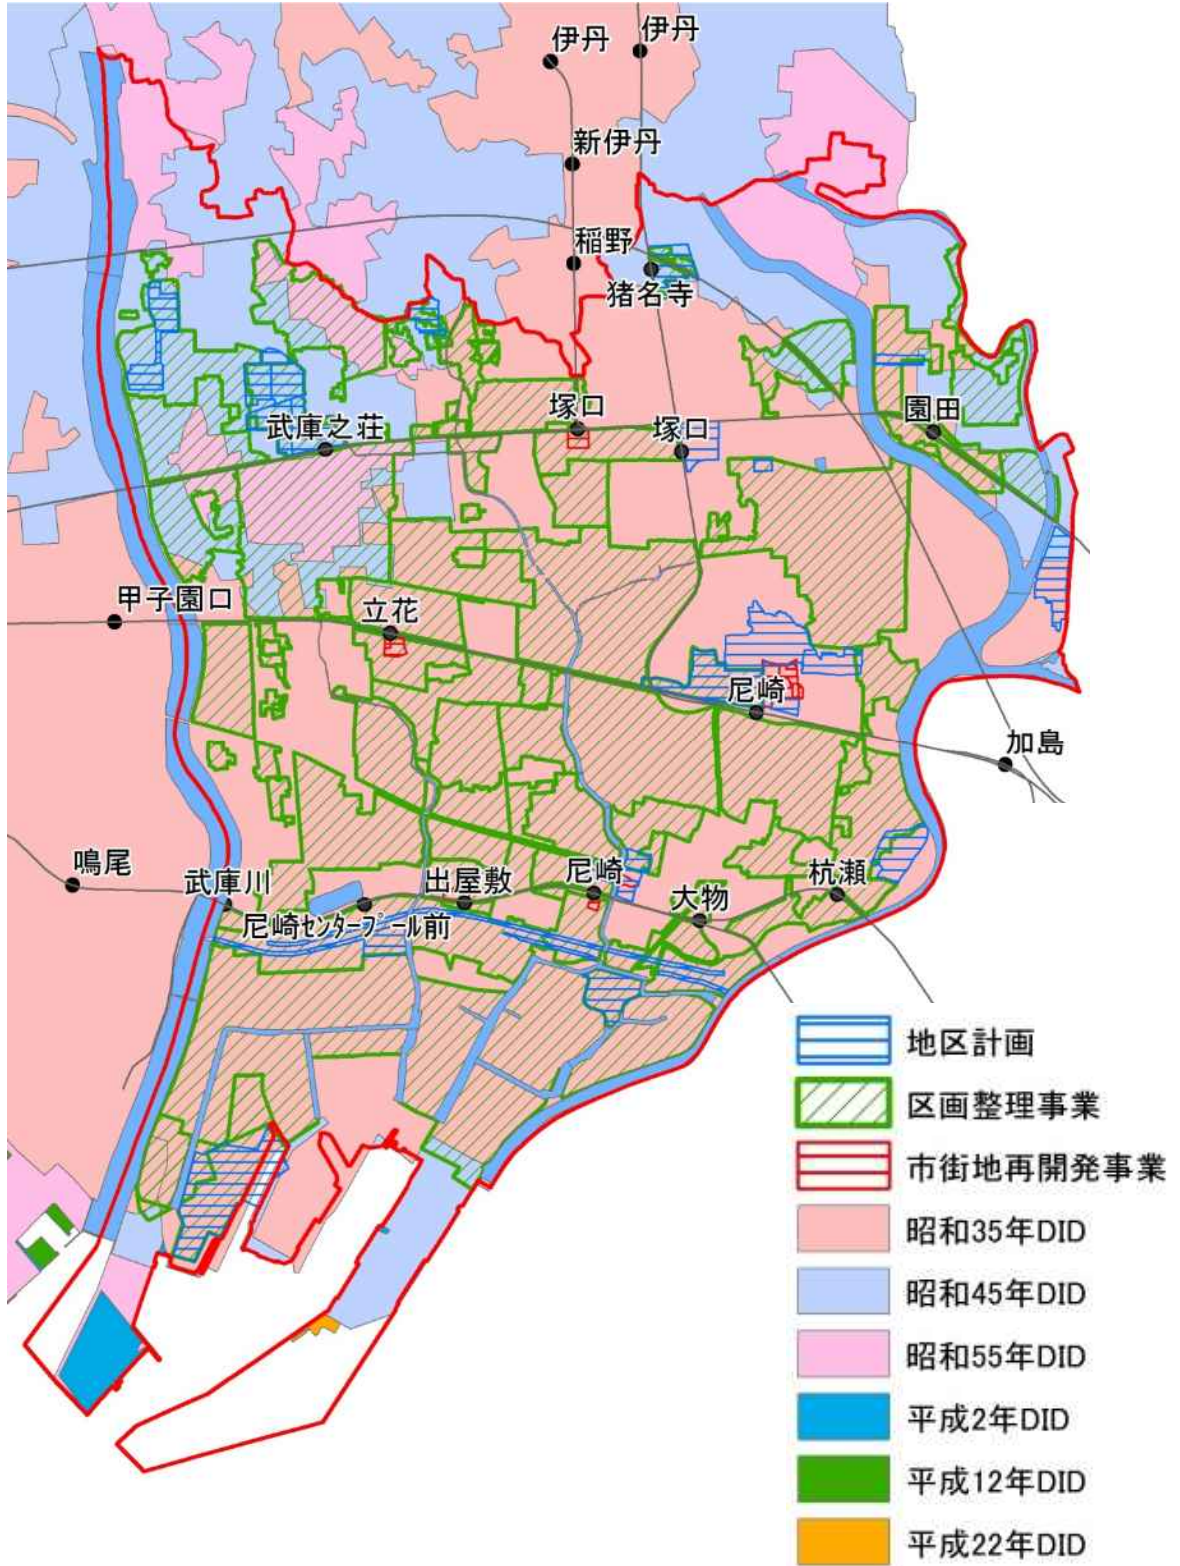 伊丹
伊丹
新伊丹
稲野
猪名寺
塚口
塚口
園田
武庫之荘
甲子園口
立花
尼崎
加島
鳴尾
武庫川
尼崎センタープール前
出屋敷
尼崎
大物
杭瀬
地区計画
区画整理事業
市街地再開発事業
昭和35年DID
昭和45年DID
昭和55年DID
平成2年DID
平成12年DID
平成22年DID